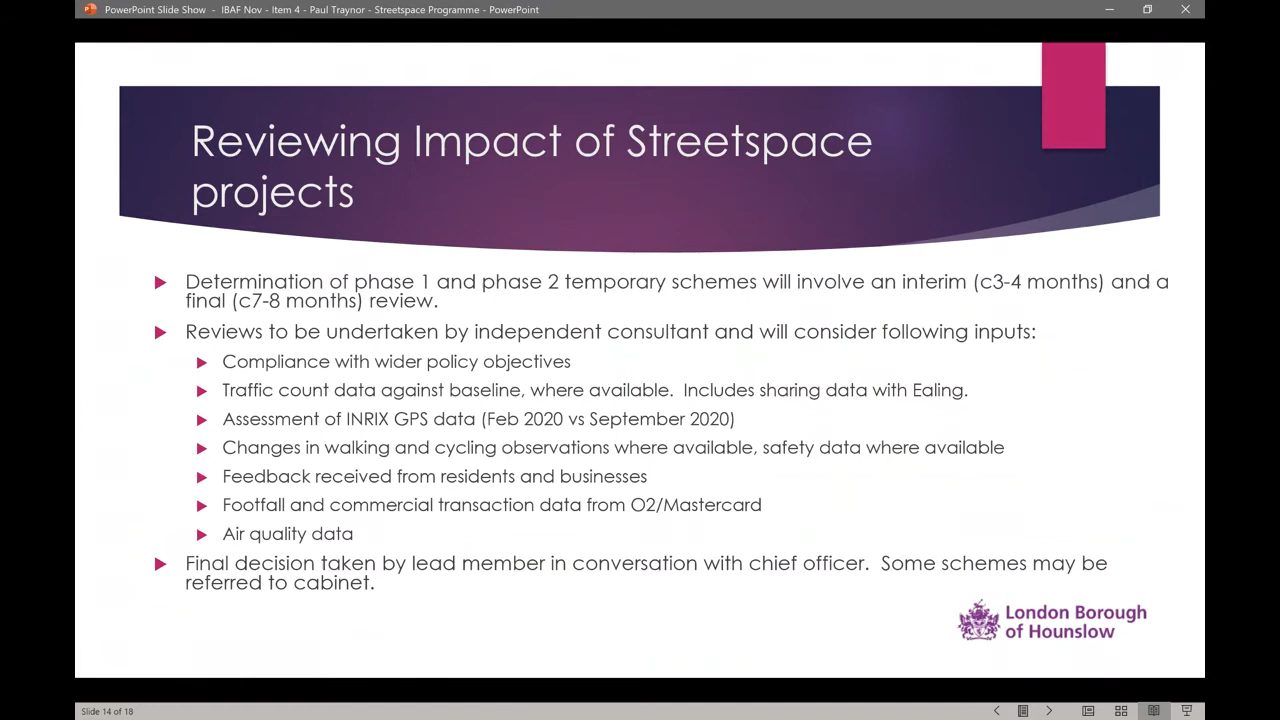 PowerPoint Slide Show - IBAF Nov - Item 4 - Paul Traynor - Streetspace Programme - PowerPoint
Reviewing Impact of Streetspace
projects
Determination of phase 1 and phase 2 temporary schemes will involve an interim (c3-4 months) and a
final (c7-8 months) review.
Reviews to be undertaken by independent consultant and will consider following inputs:
Compliance with wider policy objectives
Traffic count data against baseline, where available.  Includes sharing data with Ealing.
Assessment of INRIX GPS data (Feb 2020 vs September 2020)
Changes in walking and cycling observations where available, safety data where available
Feedback received from residents and businesses
Footfall and commercial transaction data from O2/Mastercard
Air quality data
Final decision taken by lead member in conversation with chief officer.  Some schemes may be
referred to cabinet.
London Borough
of Hounslow
Slide 14 of 18